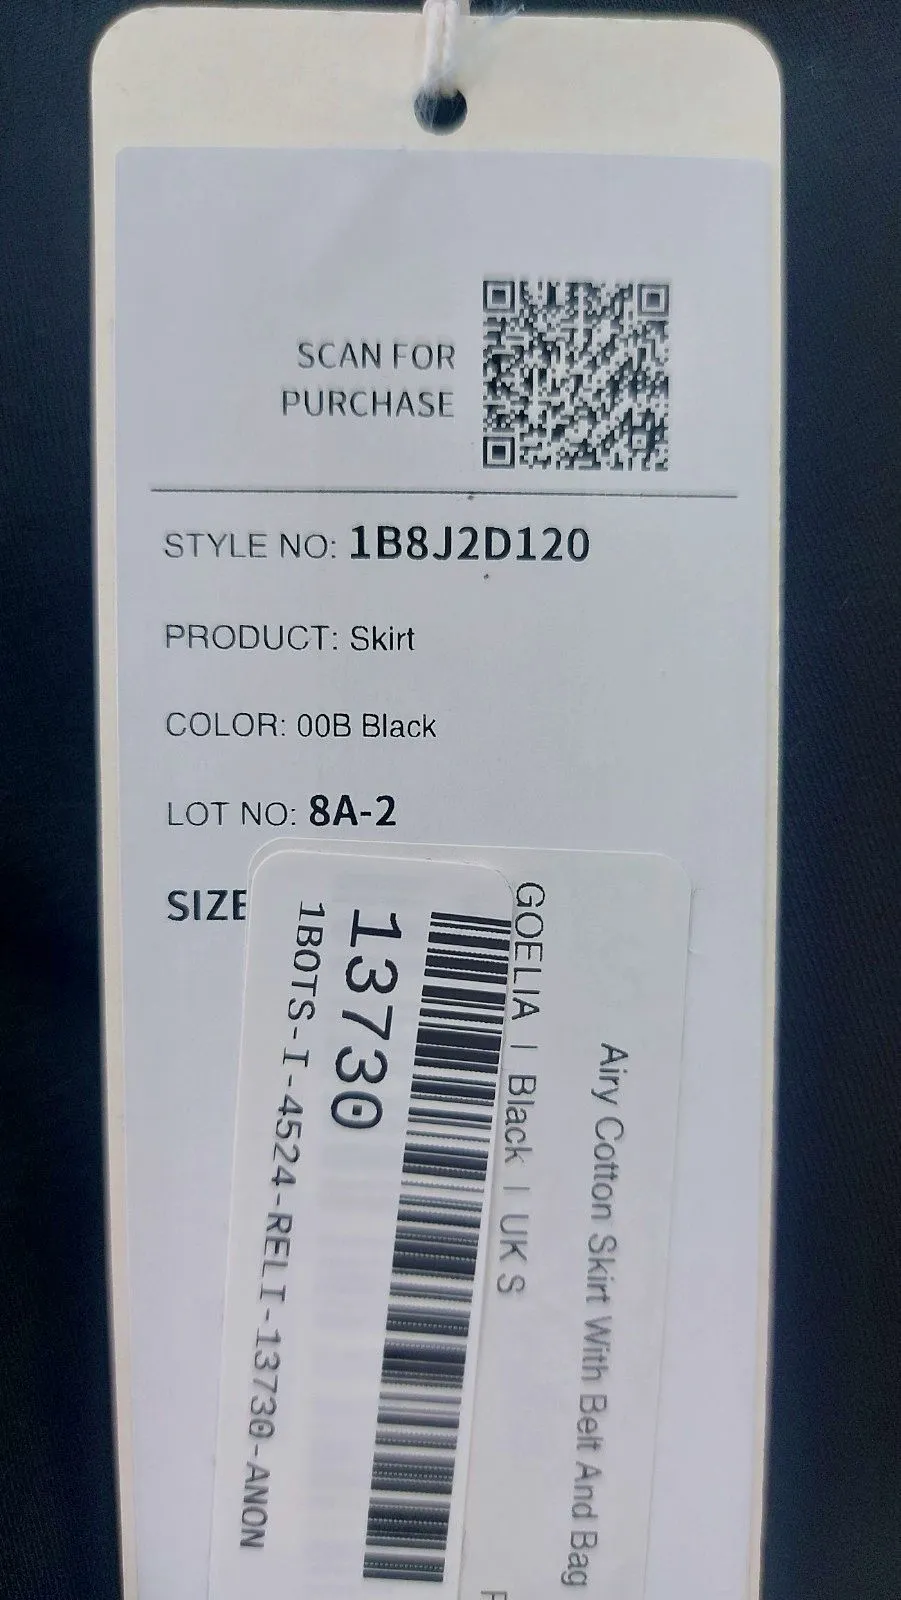 SCAN FOR
PURCHASE
STYLE NO: 1B8J2D120
PRODUCT: Skirt
COLOR: 00B Black
LOT NO: 8A-2
SIZE
Airy Cotton Skirt With Belt And Bag
GOELIA | Black | UK S
13730
1BOTS-I-4524-RELI-13730-ANON